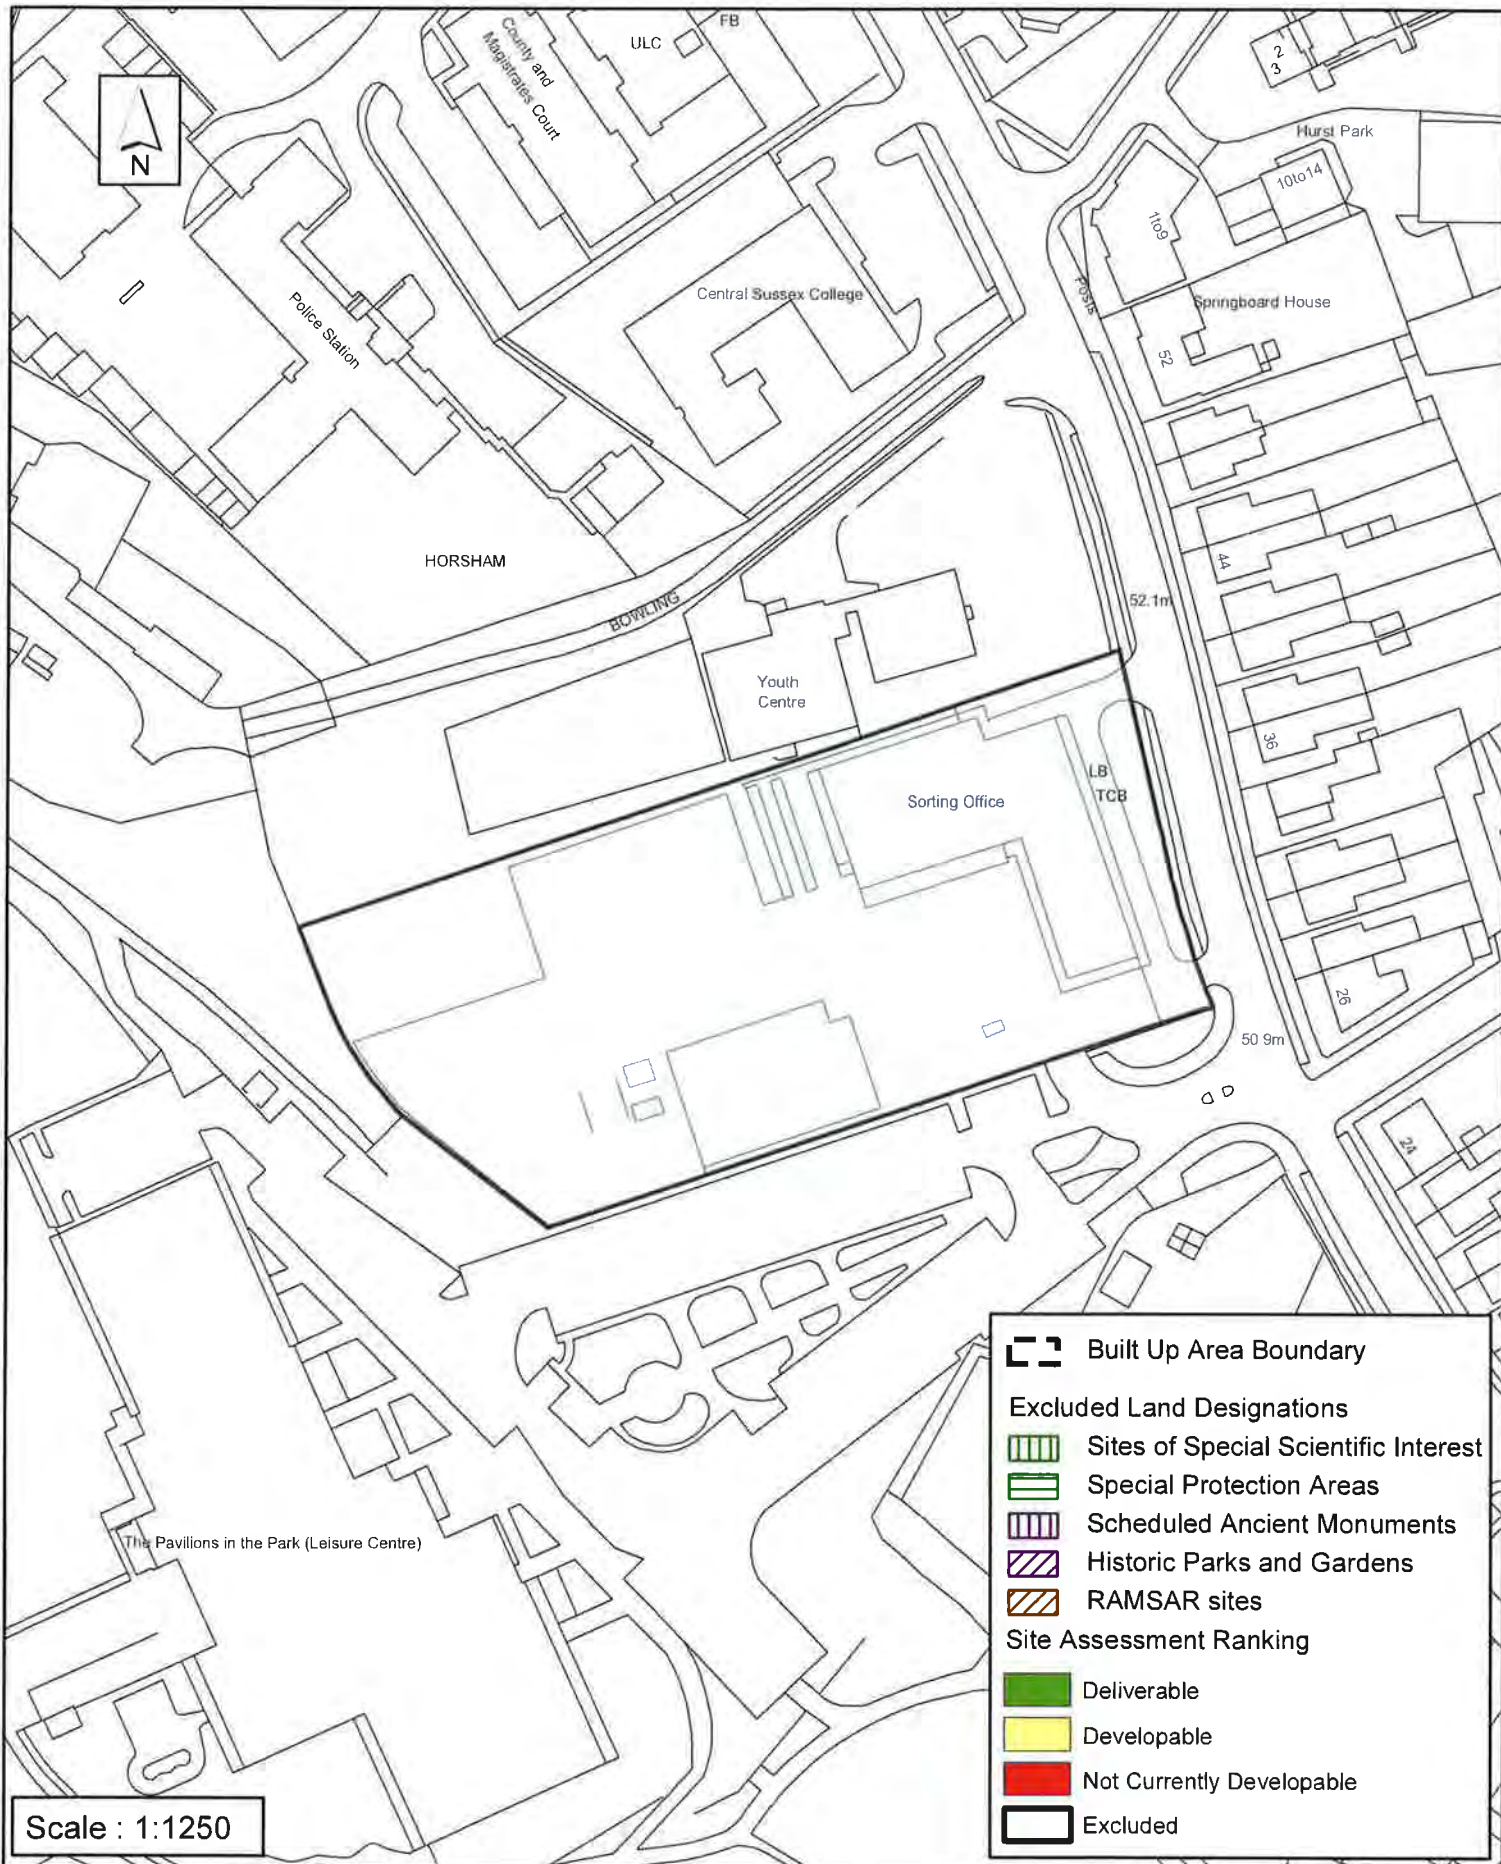 FB
ULC
County and
Magistrates Court
N
2
3
Hurst Park
10to14
1to9
Posts
Central Sussex College
Springboard House
Police Station
52
44
HORSHAM
52.1m
BOWLING
Youth
Centre
36
LB
TCB
Sorting Office
26
50 9m
24
The Pavilions in the Park (Leisure Centre)
Built Up Area Boundary
Excluded Land Designations
Sites of Special Scientific Interest
Special Protection Areas
Scheduled Ancient Monuments
Historic Parks and Gardens
RAMSAR sites
Site Assessment Ranking
Deliverable
Developable
Not Currently Developable
Excluded
Scale : 1:1250